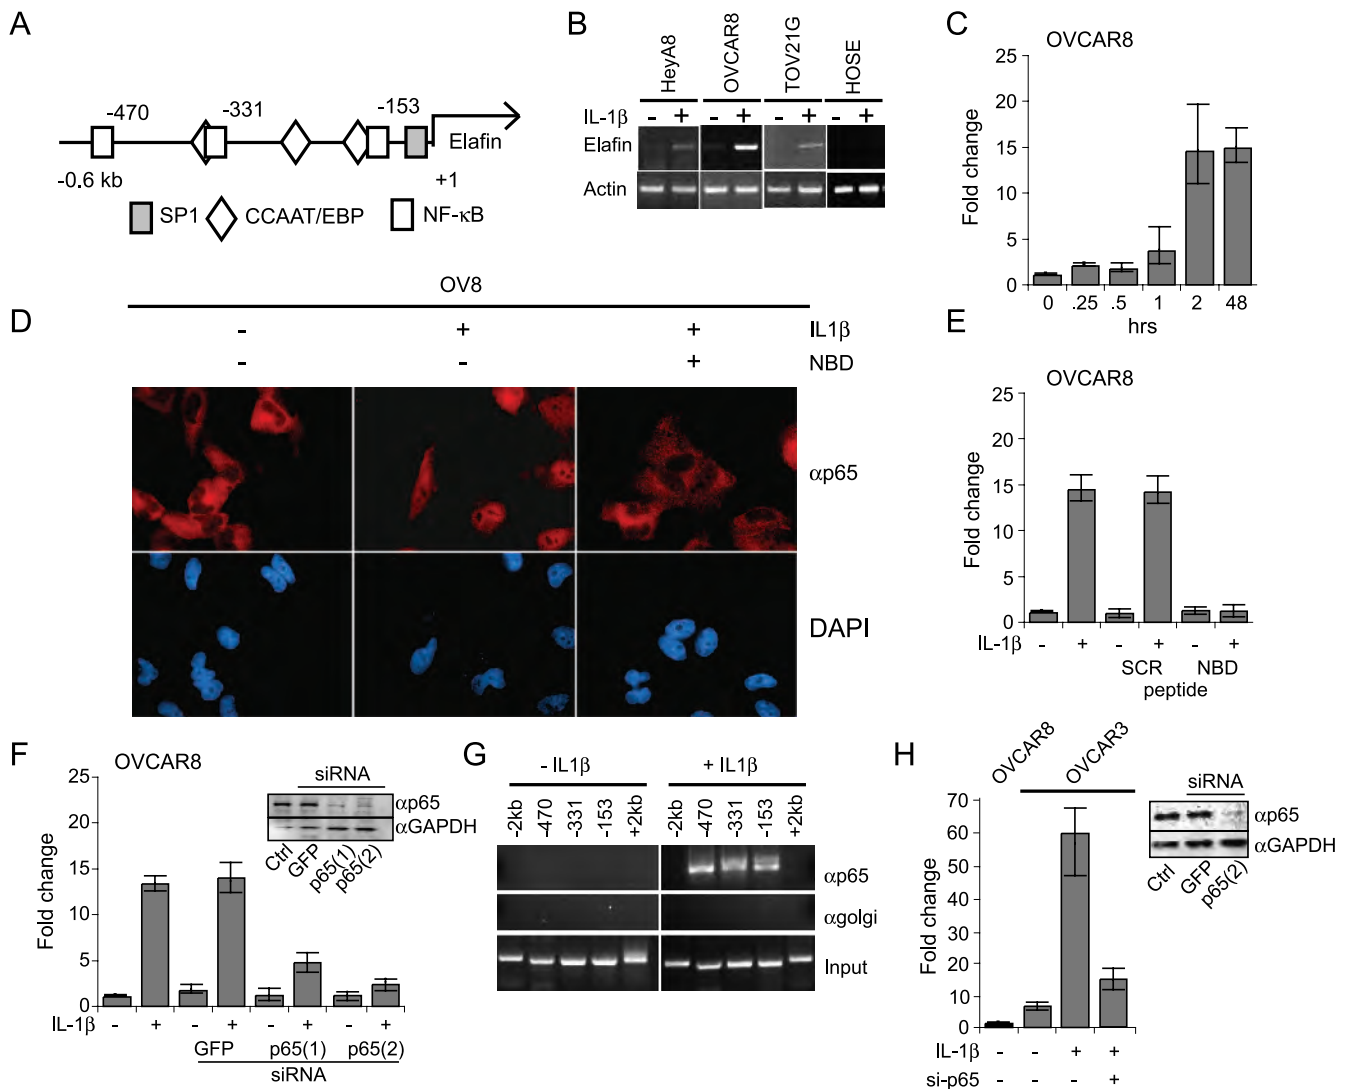 A
-470 -331 -153
Elafin
-0.6 kb +1
SP1 CCAAT/EBP NF-κB
B
HeyA8 OVCAR8 TOV21G HOSE
IL-1β - + - + - + - +
Elafin
Actin
C
OVCAR8
25
20
15
10
5
0
Fold change
0 .25 .5 1 2 48
hrs
D
OV8
- + + IL1β
- - + NBD
αp65
DAPI
E
OVCAR8
25
20
15
10
5
0
Fold change
IL-1β - + - + - +
SCR NBD
peptide
F
OVCAR8
25
20
15
10
5
0
Fold change
siRNA
αp65
αGAPDH
Ctrl GFP p65(1) p65(2)
IL-1β - + - + - + - +
GFP p65(1) p65(2)
siRNA
G
- IL1β + IL1β
-2kb -470 -331 -153 +2kb -2kb -470 -331 -153 +2kb
αp65
αgolgi
Input
H
OVCAR8 OVCAR3
70
60
50
40
30
20
10
0
Fold change
siRNA
αp65
αGAPDH
Ctrl GFP p65(2)
IL-1β - - + +
si-p65 +